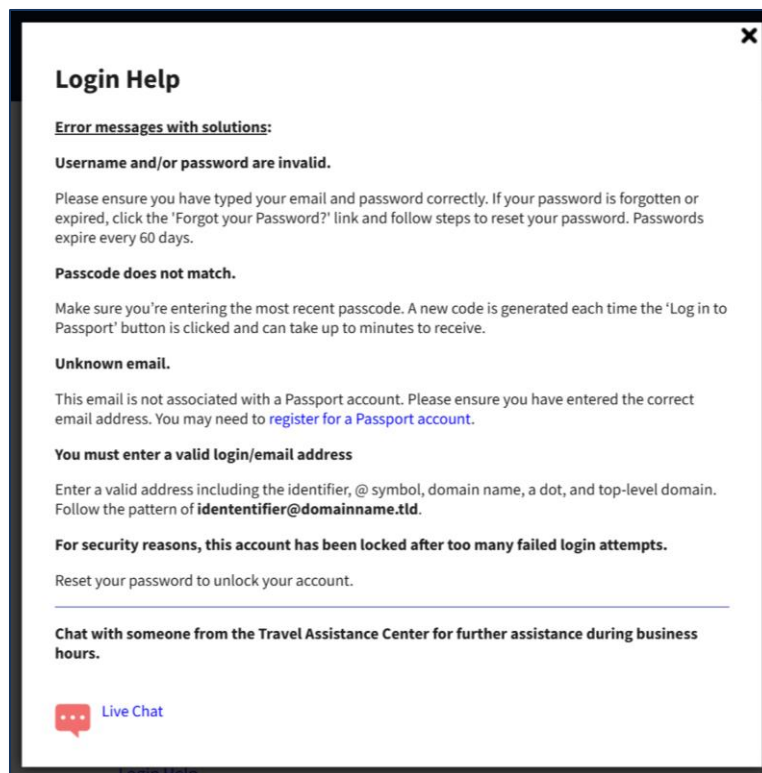 Login Help
Error messages with solutions:
Username and/or password are invalid.
Please ensure you have typed your email and password correctly. If your password is forgotten or
expired, click the 'Forgot your Password?' link and follow steps to reset your password. Passwords
expire every 60 days.
Passcode does not match.
Make sure you’re entering the most recent passcode. A new code is generated each time the ‘Log in to
Passport’ button is clicked and can take up to minutes to receive.
Unknown email.
This email is not associated with a Passport account. Please ensure you have entered the correct
email address. You may need to register for a Passport account.
You must enter a valid login/email address
Enter a valid address including the identifier, @ symbol, domain name, a dot, and top-level domain.
Follow the pattern of idententifier@domainname.tld.
For security reasons, this account has been locked after too many failed login attempts.
Reset your password to unlock your account.
Chat with someone from the Travel Assistance Center for further assistance during business
hours.
Live Chat
Login Help